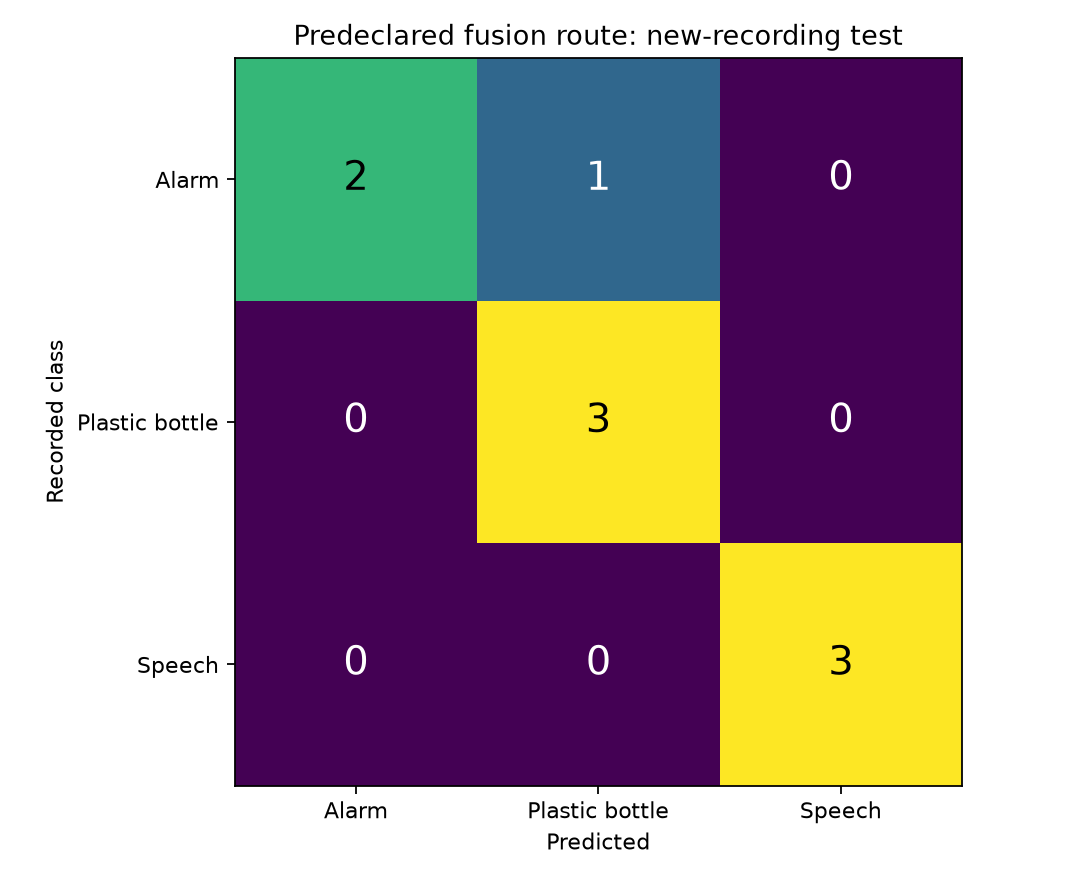 Predeclared fusion route: new-recording test
Alarm
2
1
0
Recorded class
Plastic bottle
0
3
0
Speech
0
0
3
Alarm
Plastic bottle
Speech
Predicted